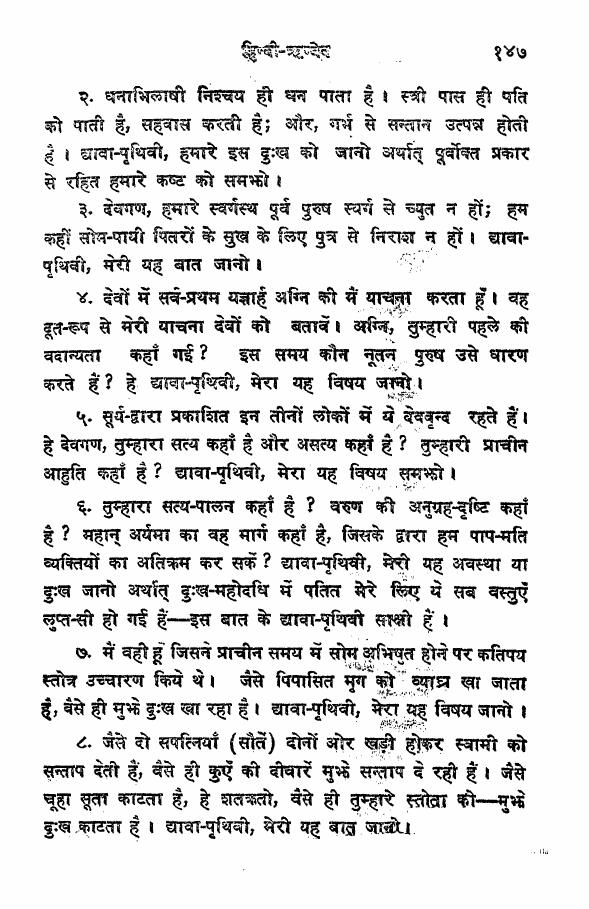 हिन्दी-ऋग्वेद १४७
२. धनाभिलाषी निश्चय ही धन पाता है। स्त्री पास ही पति
को पाती है, सहवास करती है; और, गर्भ से सन्तान उत्पन्न होती
है। द्यावा-पृथिवी, हमारे इस दुःख को जानो अर्थात् पूर्वोक्त प्रकार
से रहित हमारे कष्ट को समझो।
३. देवगण, हमारे स्वर्गस्थ पूर्व पुरुष स्वर्ग से च्युत न हों; हम
कहीं सोम-पायी पितरों के सुख के लिए पुत्र से निराश न हों। द्यावा-
पृथिवी, मेरी यह बात जानो।
४. देवों में सर्व-प्रथम यज्ञार्ह अग्नि की मैं याचना करता हूँ। वह
दूत-रूप से मेरी याचना देवों को बतावें। अग्नि, तुम्हारी पहले की
वदान्यता कहाँ गई? इस समय कौन नूतन पुरुष उसे धारण
करते हैं? हे द्यावा-पृथिवी, मेरा यह विषय जानो।
५. सूर्य-द्वारा प्रकाशित इन तीनों लोकों में ये देववृन्द रहते हैं।
हे देवगण, तुम्हारा सत्य कहाँ है और असत्य कहाँ है? तुम्हारी प्राचीन
आहुति कहाँ है? द्यावा-पृथिवी, मेरा यह विषय समझो।
६. तुम्हारा सत्य-पालन कहाँ है? वरुण की अनुग्रह-दृष्टि कहाँ
है? महान् अर्यमा का वह मार्ग कहाँ है, जिसके द्वारा हम पाप-मति
व्यक्तियों का अतिक्रम कर सकें? द्यावा-पृथिवी, मेरी यह अवस्था या
दुःख जानो अर्थात् दुःख-महोदधि में पतित मेरे लिए ये सब वस्तुएँ
लुप्त-सी हो गई हैं—इस बात के द्यावा-पृथिवी साक्षी हैं।
७. मैं वही हूँ जिसने प्राचीन समय में सोम अभिषुत होने पर कतिपय
स्तोत्र उच्चारण किये थे। जैसे पिपासित मृग को व्याघ्र खा जाता
है, वैसे ही मुझे दुःख खा रहा है। द्यावा-पृथिवी, मेरा यह विषय जानो।
८. जैसे दो सपत्नियाँ (सौतें) दोनों ओर खड़ी होकर स्वामी को
सन्ताप देती हैं, वैसे ही कुएँ की दीवारें मुझे सन्ताप दे रही हैं। जैसे
चूहा सूता काटता है, हे शतक्रतो, वैसे ही तुम्हारे स्तोता की—मुझे
दुःख काटता है। द्यावा-पृथिवी, मेरी यह बात जानो।